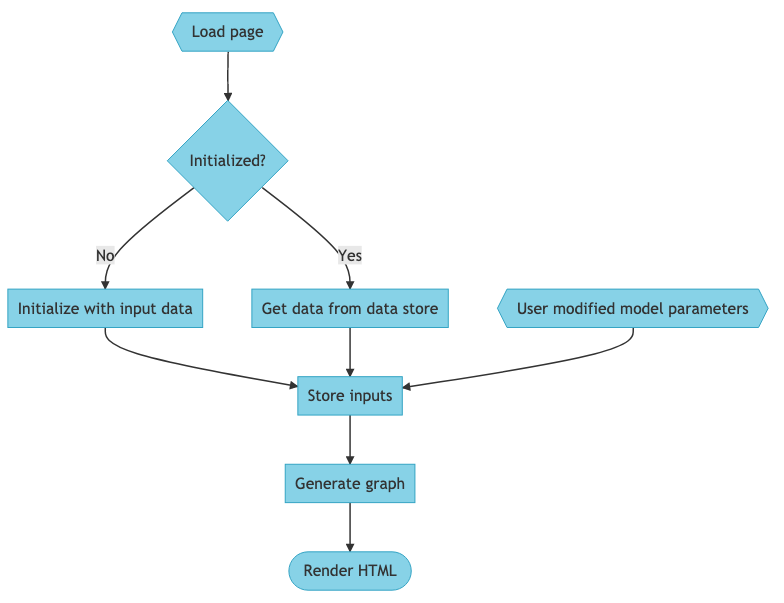 Load page
Initialized?
No
Yes
Initialize with input data
Get data from data store
User modified model parameters
Store inputs
Generate graph
Render HTML